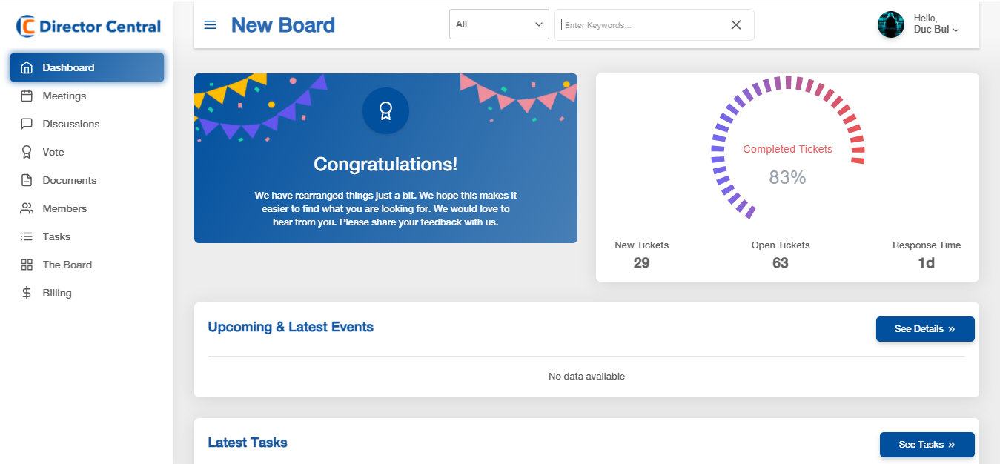 Director Central
New Board
All
Enter Keywords...
Hello,
Duc Bui
Dashboard
Meetings
Discussions
Vote
Documents
Members
Tasks
The Board
Billing
Congratulations!
We have rearranged things just a bit. We hope this makes it
easier to find what you are looking for. We would love to
hear from you. Please share your feedback with us.
Completed Tickets
83%
New Tickets
29
Open Tickets
63
Response Time
1d
Upcoming & Latest Events
See Details »
No data available
Latest Tasks
See Tasks »